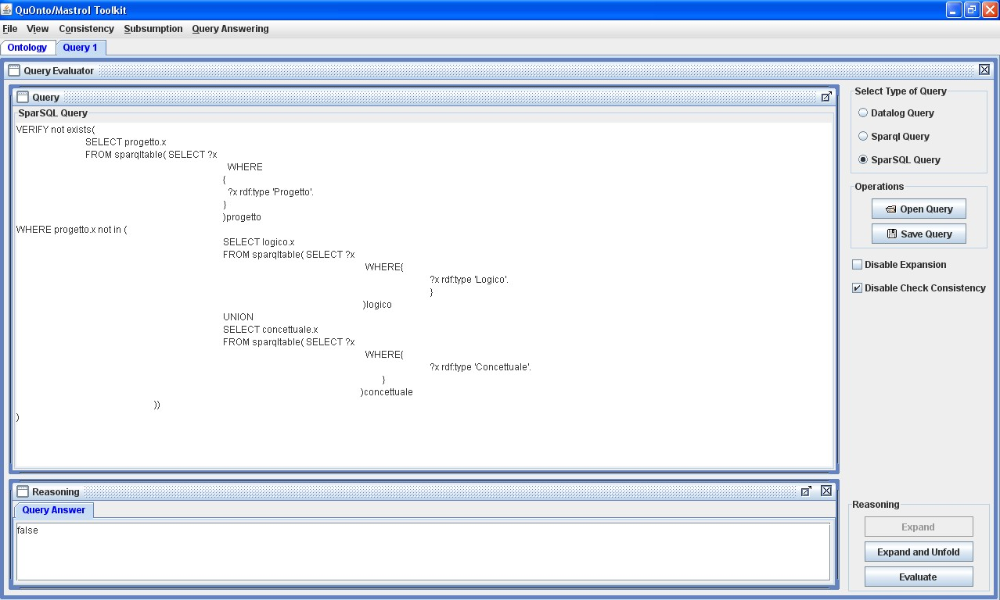 QuOnto/MastroI Toolkit
File View Consistency Subsumption Query Answering
Ontology Query 1
Query Evaluator
Query
SparSQL Query
VERIFY not exists(
SELECT progetto.x
FROM sparqltable( SELECT ?x
WHERE
{
?x rdf:type 'Progetto'.
}
)progetto
WHERE progetto.x not in (
SELECT logico.x
FROM sparqltable( SELECT ?x
WHERE{
?x rdf:type 'Logico'.
}
)logico
UNION
SELECT concettuale.x
FROM sparqltable( SELECT ?x
WHERE{
?x rdf:type 'Concettuale'.
}
)concettuale
))
)
Select Type of Query
Datalog Query
Sparql Query
SparSQL Query
Operations
Open Query
Save Query
Disable Expansion
Disable Check Consistency
Reasoning
Query Answer
false
Reasoning
Expand
Expand and Unfold
Evaluate